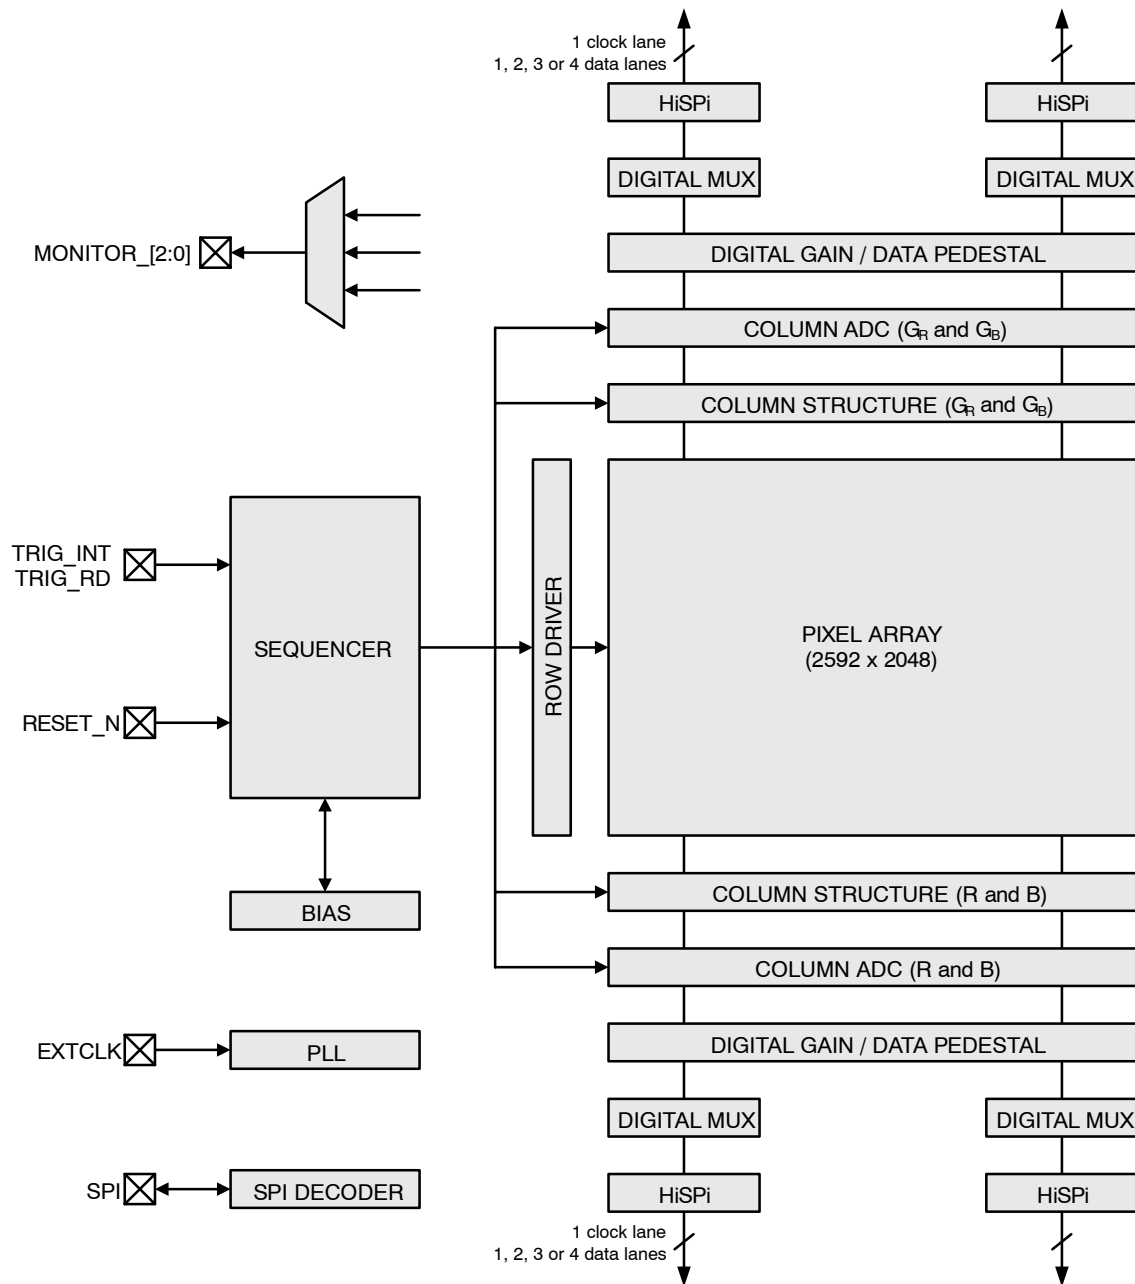 1 clock lane
1, 2, 3 or 4 data lanes
HiSPi
HiSPi
DIGITAL MUX
DIGITAL MUX
MONITOR_[2:0]
DIGITAL GAIN / DATA PEDESTAL
COLUMN ADC (GR and GB)
COLUMN STRUCTURE (GR and GB)
TRIG_INT
TRIG_RD
SEQUENCER
ROW DRIVER
PIXEL ARRAY
(2592 x 2048)
RESET_N
COLUMN STRUCTURE (R and B)
BIAS
COLUMN ADC (R and B)
EXTCLK
PLL
DIGITAL GAIN / DATA PEDESTAL
DIGITAL MUX
DIGITAL MUX
SPI
SPI DECODER
HiSPi
HiSPi
1 clock lane
1, 2, 3 or 4 data lanes